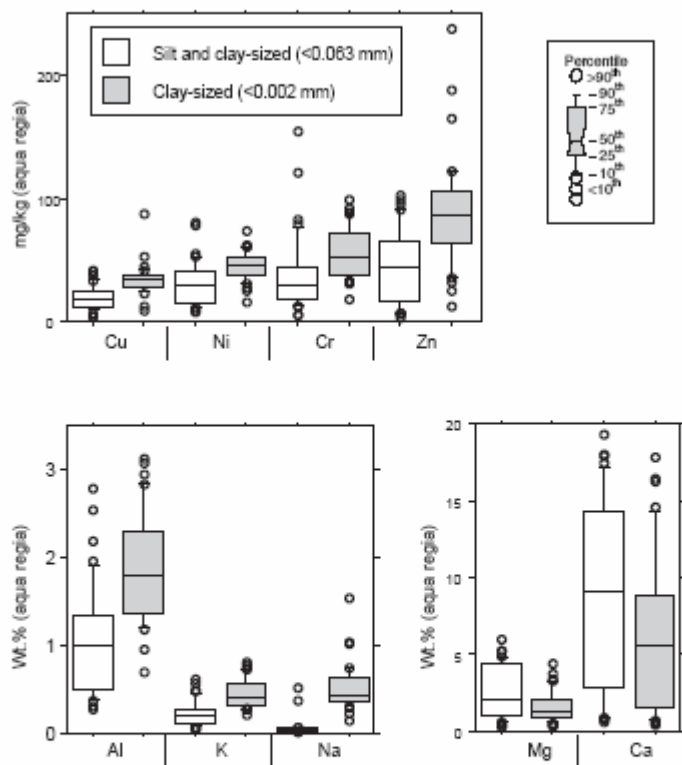 200
100
0
mg/kg (aqua regia)
Silt and clay-sized (<0.063 mm)
Clay-sized (<0.002 mm)
Cu Ni Cr Zn
Percentile
>90th
90th
75th
50th
25th
10th
<10th
3
2
1
0
Wt.% (aqua regia)
Al K Na
20
15
10
5
0
Wt.% (aqua regia)
Mg Ca